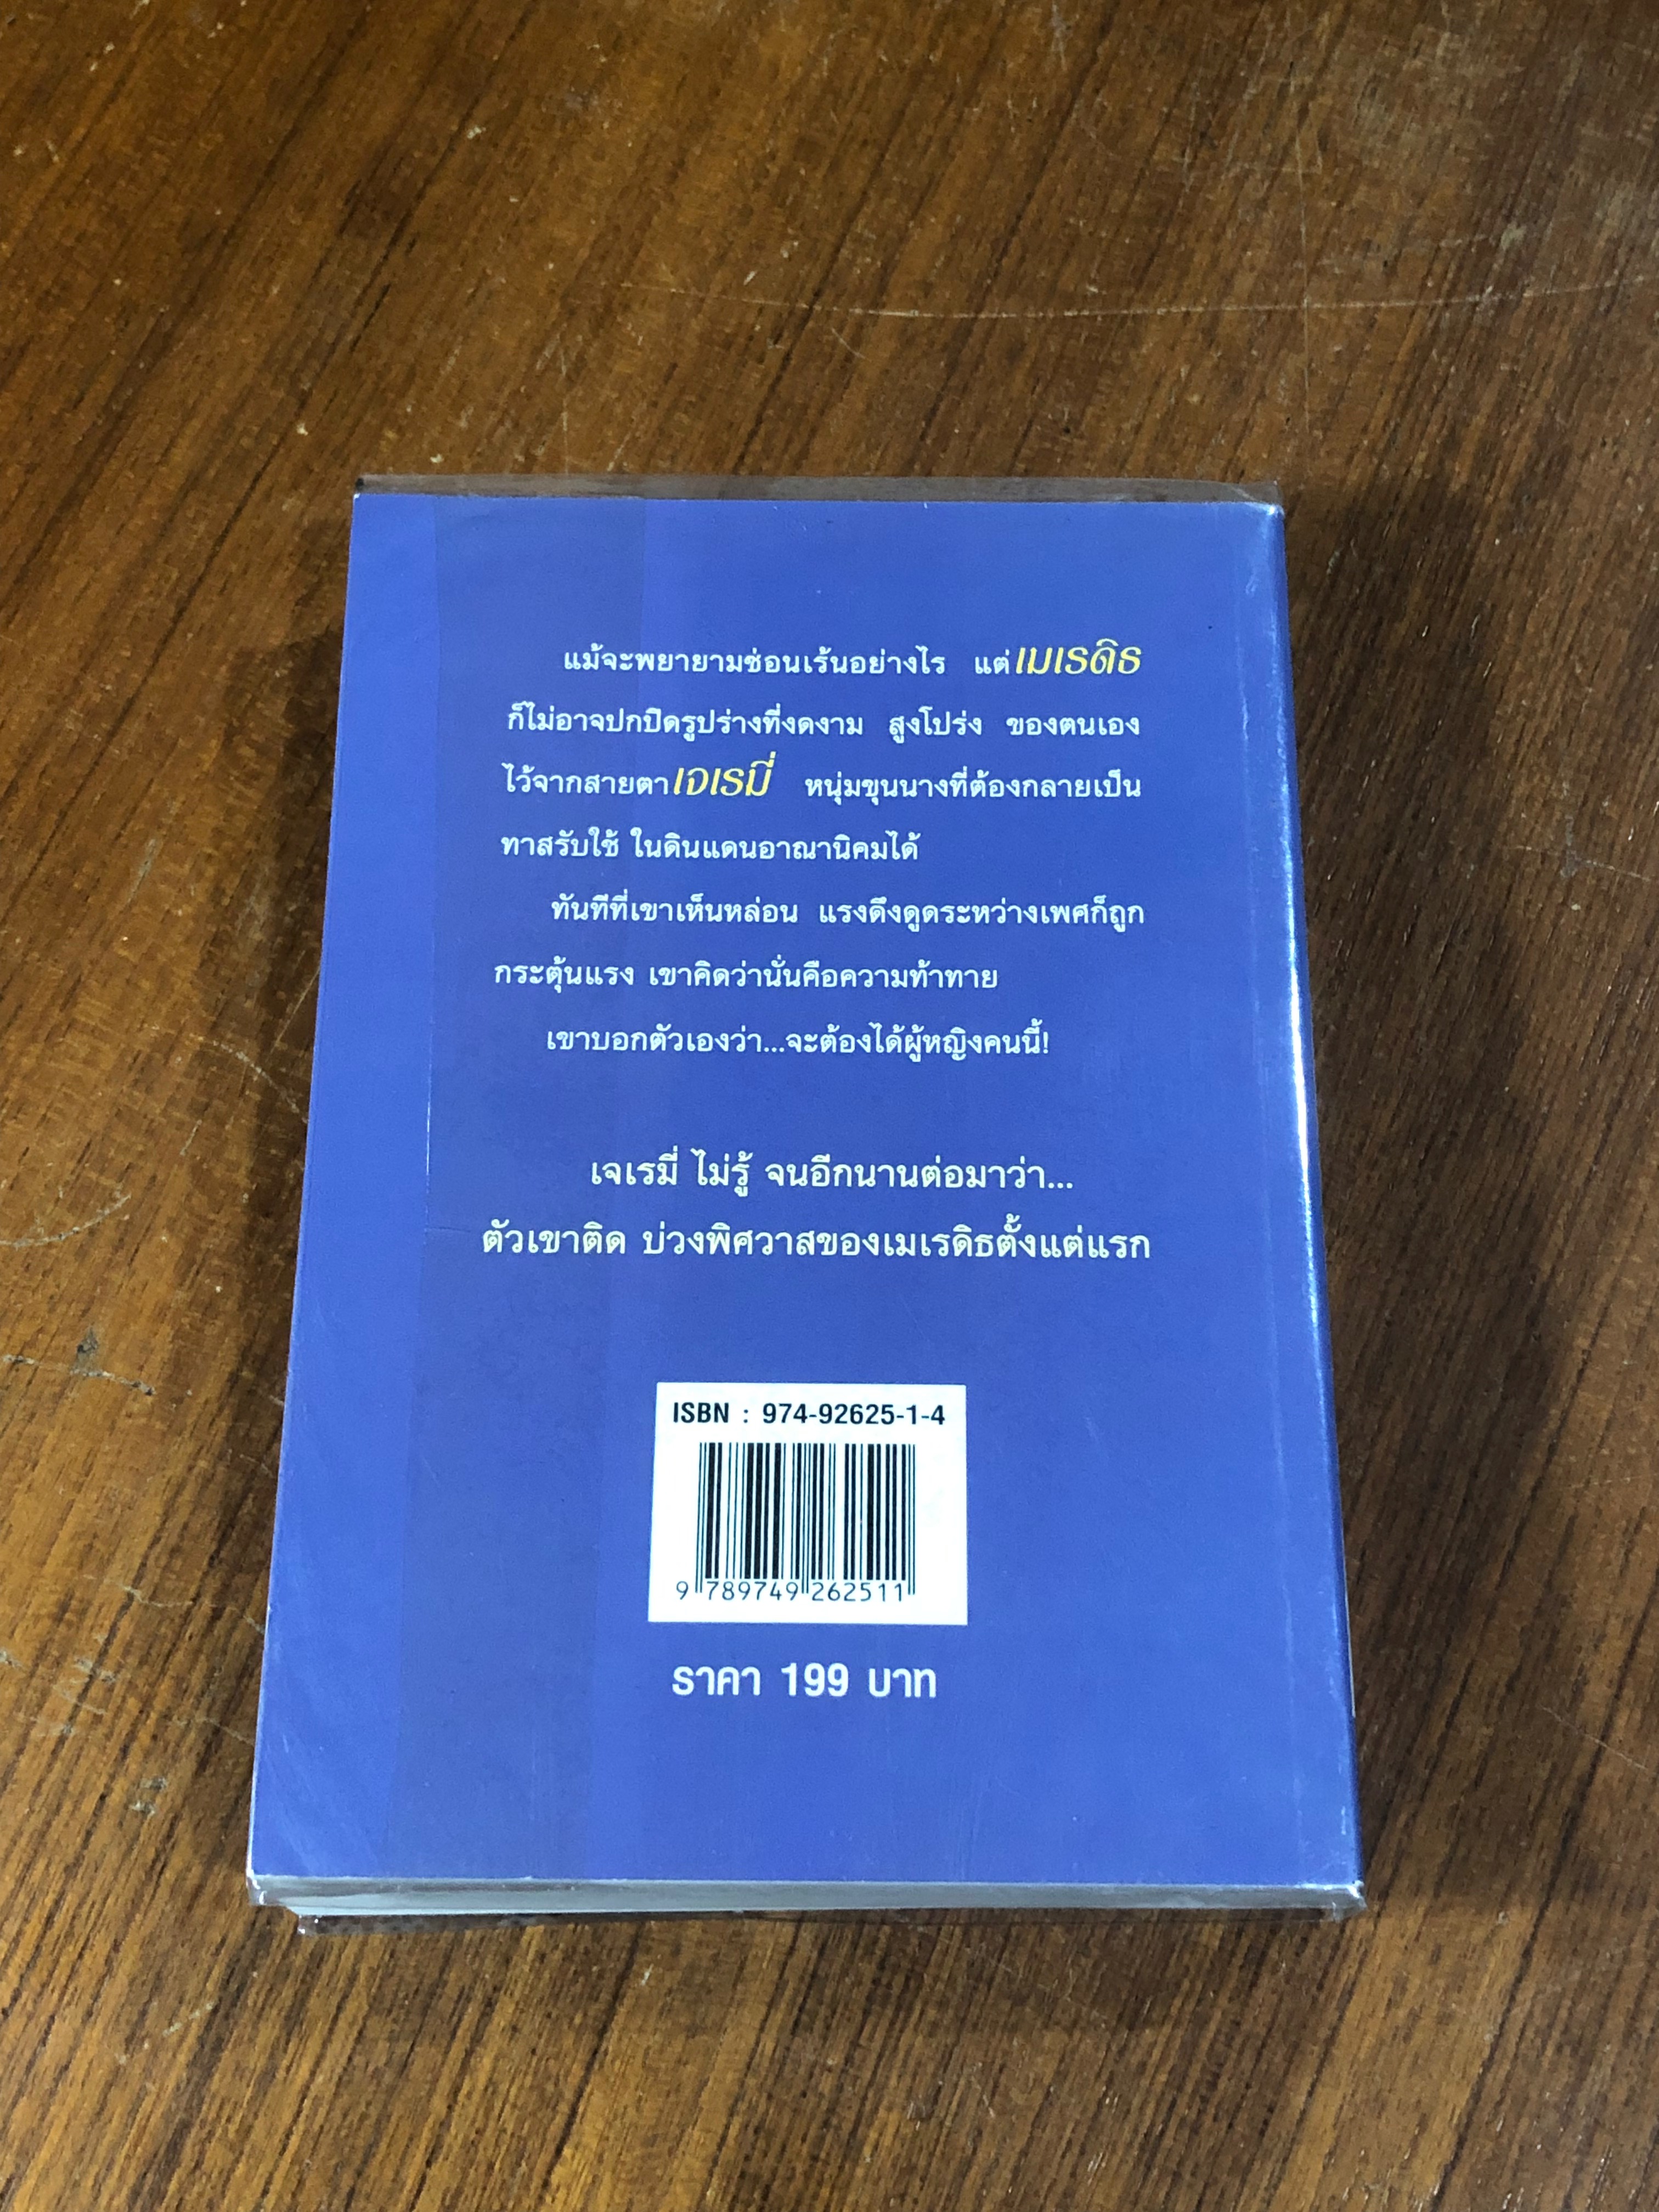 แม้จะพยายามซ่อนเร้นอย่างไร แต่เมเรดิธ
ก็ไม่อาจปกปิดรูปร่างที่งดงาม สูงโปร่ง ของตนเอง
ไว้จากสายตาเจเรมี่ หนุ่มขุนนางที่ต้องกลายเป็น
ทาสรับใช้ ในดินแดนอาณานิคมได้
ทันทีที่เขาเห็นหล่อน แรงดึงดูดระหว่างเพศก็ถูก
กระตุ้นแรง เขาคิดว่านั่นคือความท้าทาย
เขาบอกตัวเองว่า...จะต้องได้ผู้หญิงคนนี้!
เจเรมี่ ไม่รู้ จนอีกนานต่อมาว่า...
ตัวเขาติด บ่วงพิศวาสของเมเรดิธตั้งแต่แรก
ISBN : 974-92625-1-4
9 789749 262511
ราคา 199 บาท